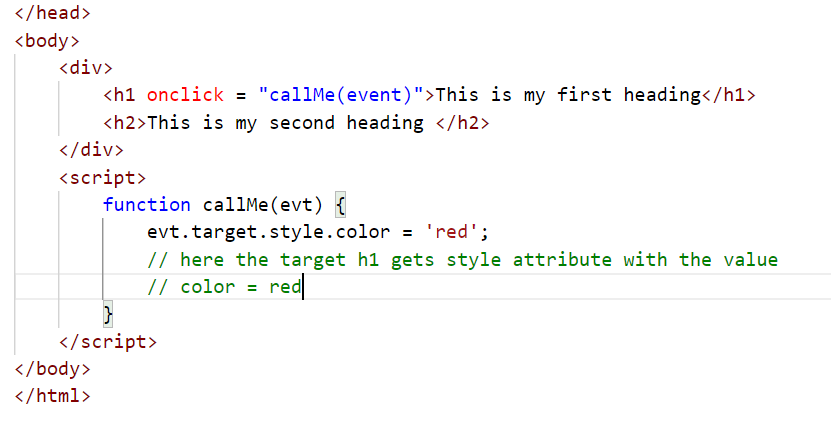 </head>
<body>
<div>
<h1 onclick = "callMe(event)">This is my first heading</h1>
<h2>This is my second heading </h2>
</div>
<script>
function callMe(evt) {
evt.target.style.color = 'red';
// here the target h1 gets style attribute with the value
// color = red
}
</script>
</body>
</html>